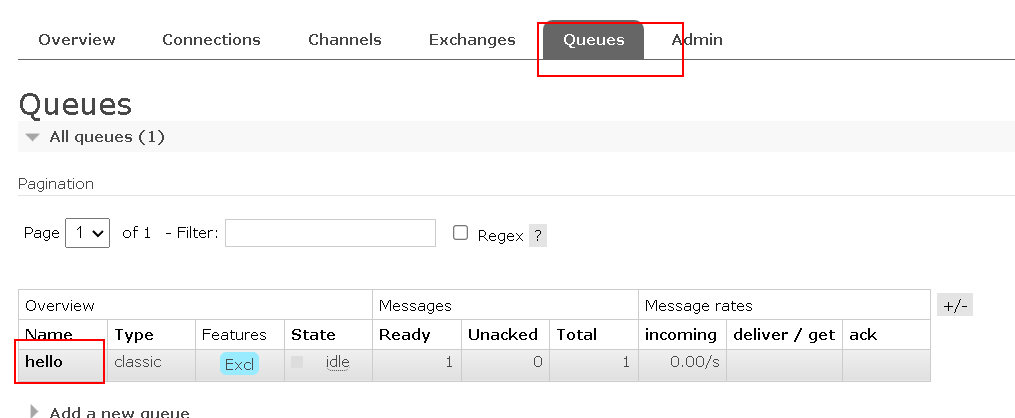 Overview Connections Channels Exchanges Queues Admin
Queues
All queues (1)
Pagination
Page 1 of 1 - Filter: Regex ?
Overview Messages Message rates +/-
Name Type Features State Ready Unacked Total incoming deliver / get ack
hello classic Excl idle 1 0 1 0.00/s
Add a new queue